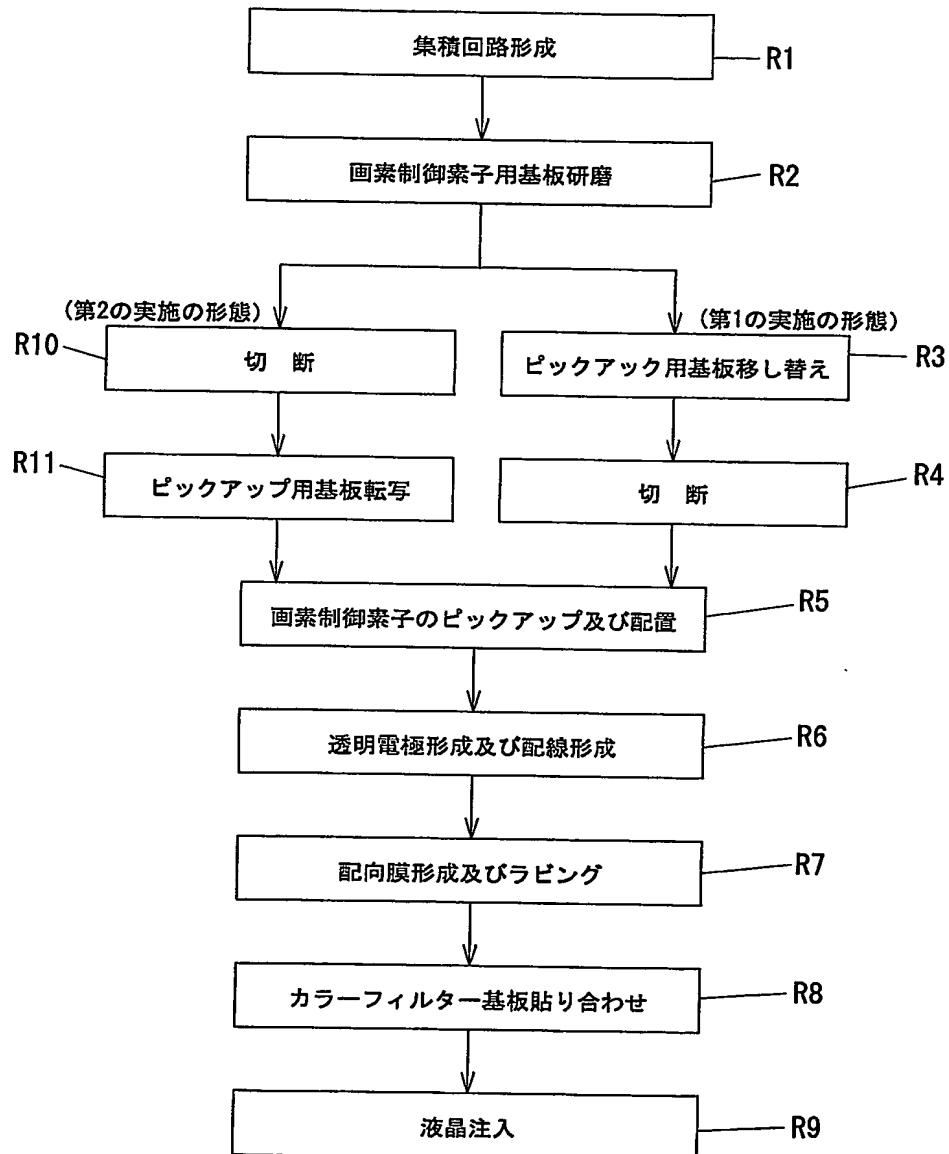 集積回路形成
R1
画素制御素子用基板研磨
R2
(第2の実施の形態)
(第1の実施の形態)
R10
切 断
ピックアック用基板移し替え
R3
R11
ピックアップ用基板転写
切 断
R4
画素制御素子のピックアップ及び配置
R5
透明電極形成及び配線形成
R6
配向膜形成及びラビング
R7
カラーフィルター基板貼り合わせ
R8
液晶注入
R9